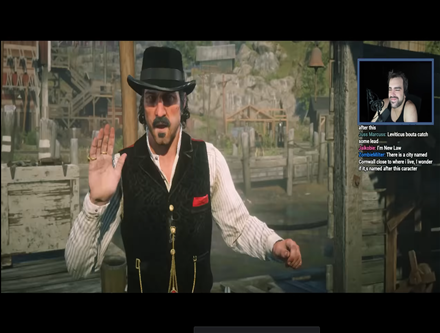 after this
Leviticus bouta catch
some lead
I'm New Law
There is a city named
Cornwall close to where I live, I wonder
if it's named after this caracter